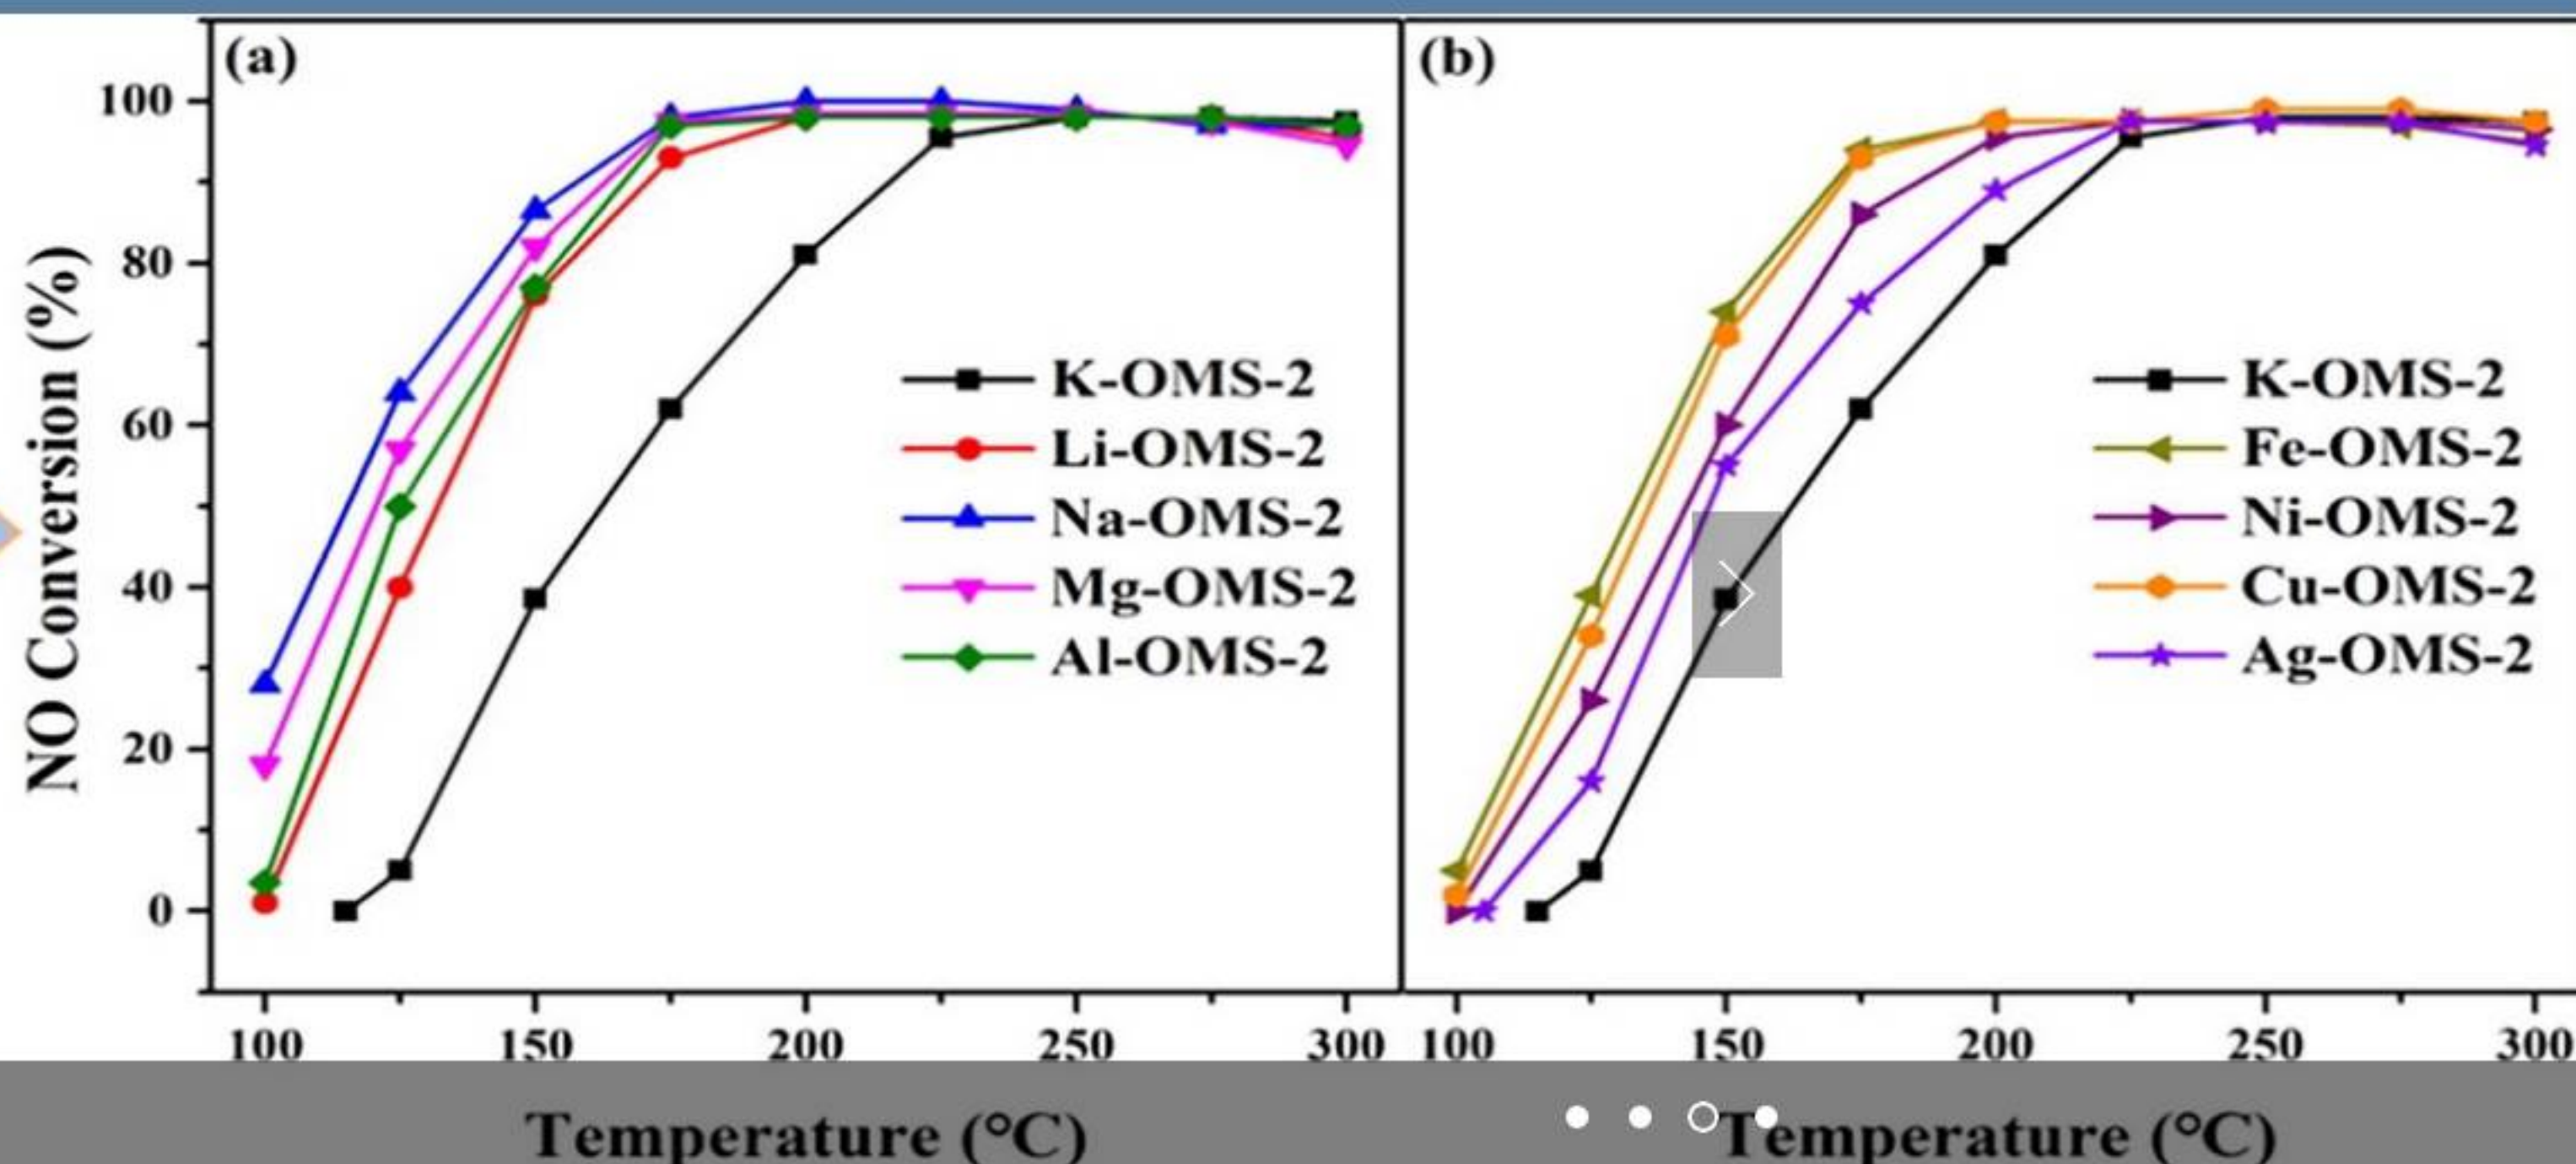 (a)
(b)
100
80
60
40
20
0
NO Conversion (%)
K-OMS-2
Li-OMS-2
Na-OMS-2
Mg-OMS-2
Al-OMS-2
K-OMS-2
Fe-OMS-2
Ni-OMS-2
Cu-OMS-2
Ag-OMS-2
100 150 200 250 300
100 150 200 250 300
Temperature (°C)
Temperature (°C)